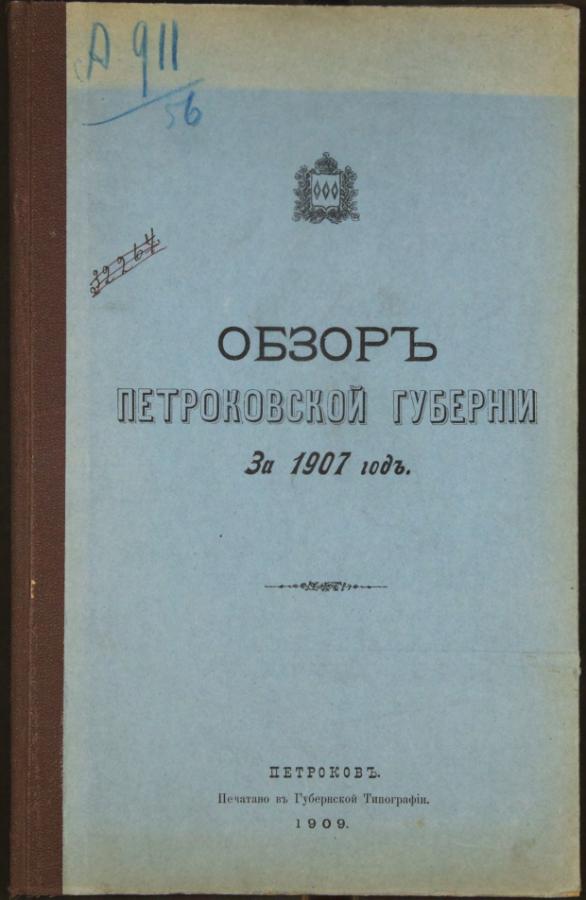 А 911
56
32264
ОБЗОРЪ
ПЕТРОКОВСКОЙ ГУБЕРНІИ
За 1907 годъ.
ПЕТРОКОВЪ.
Печатано въ Губернской Типографіи.
1909.